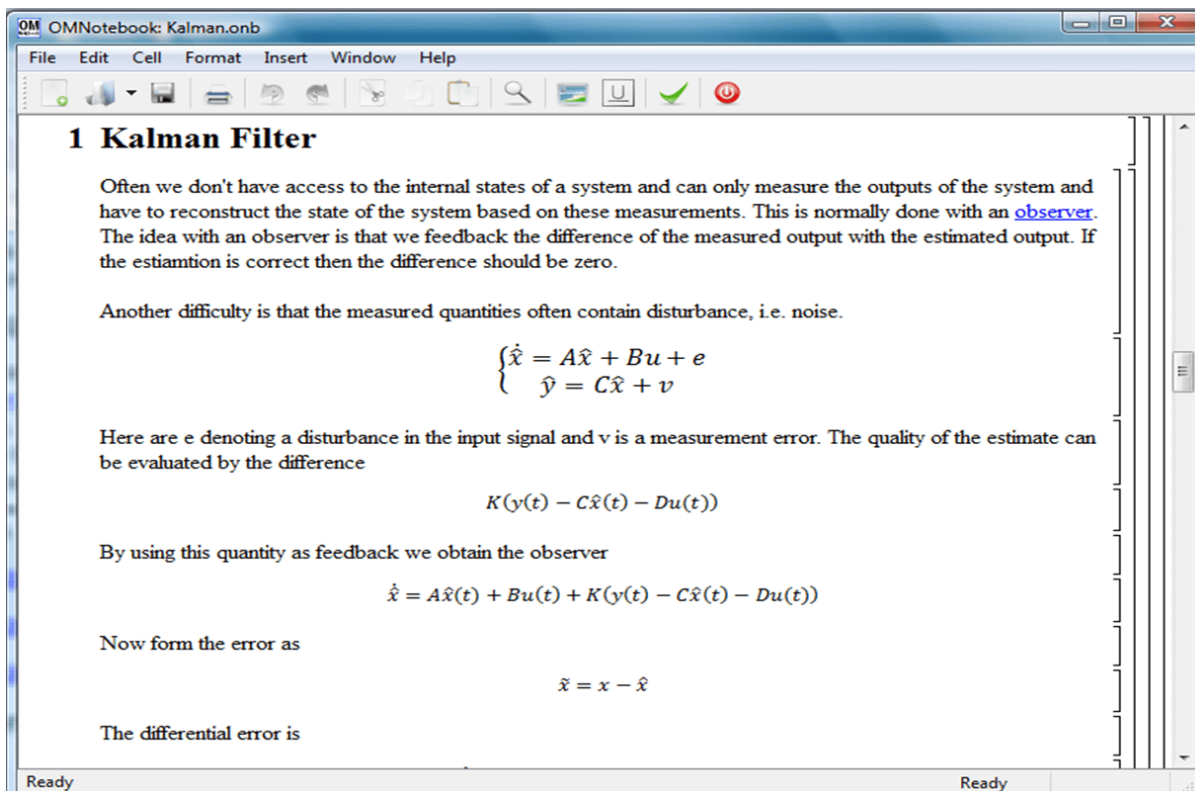 OM OMNotebook: Kalman.onb
File Edit Cell Format Insert Window Help
U
1 Kalman Filter
Often we don't have access to the internal states of a system and can only measure the outputs of the system and
have to reconstruct the state of the system based on these measurements. This is normally done with an observer.
The idea with an observer is that we feedback the difference of the measured output with the estimated output. If
the estiamtion is correct then the difference should be zero.
Another difficulty is that the measured quantities often contain disturbance, i.e. noise.
{ẋ̂ = Ax̂ + Bu + e
ŷ = Cx̂ + v
Here are e denoting a disturbance in the input signal and v is a measurement error. The quality of the estimate can
be evaluated by the difference
K(y(t) − Cx̂(t) − Du(t))
By using this quantity as feedback we obtain the observer
ẋ̂ = Ax̂(t) + Bu(t) + K(y(t) − Cx̂(t) − Du(t))
Now form the error as
x̃ = x − x̂
The differential error is
Ready Ready